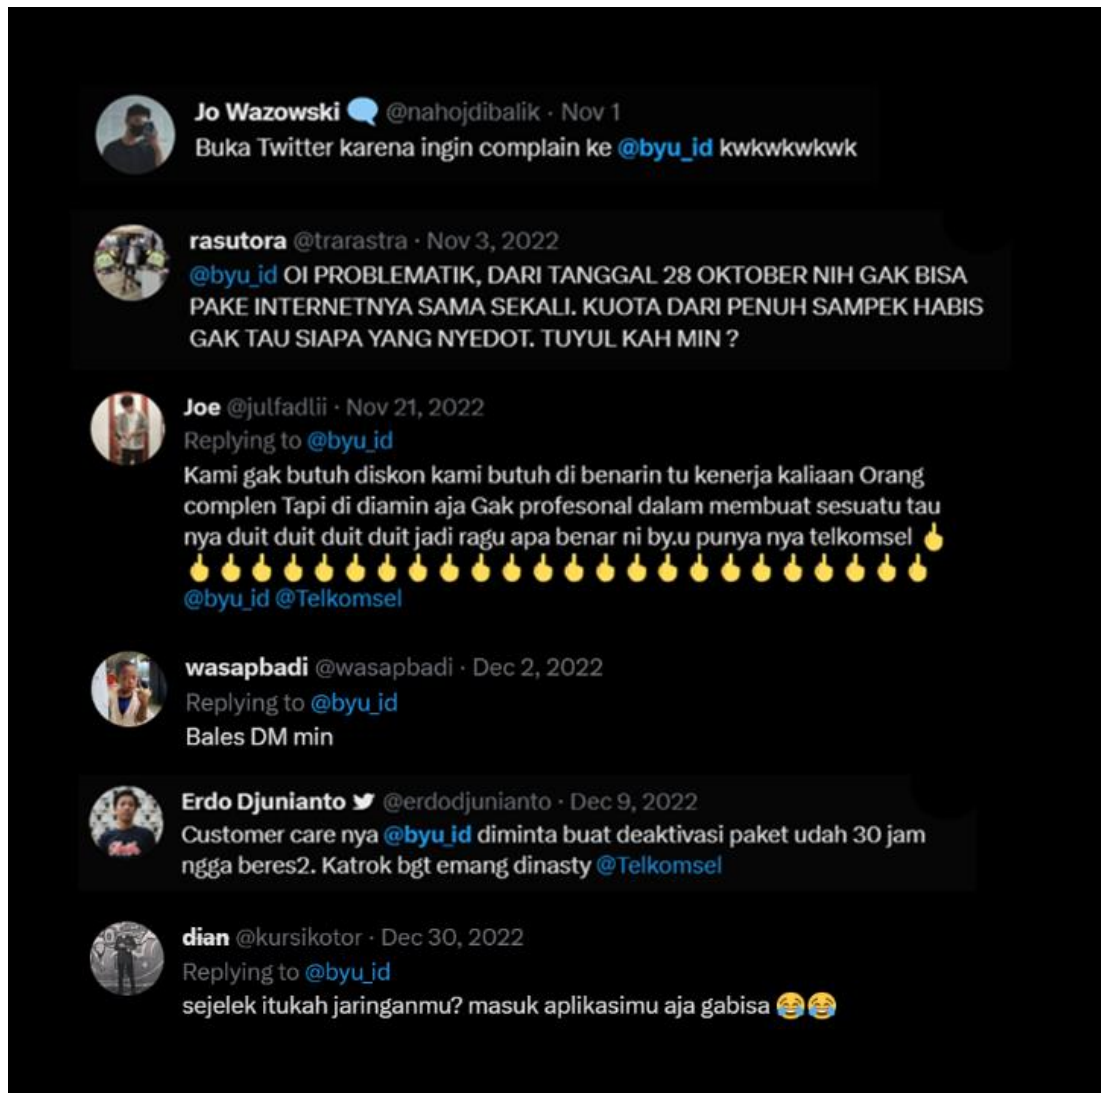 Jo Wazowski 🗨 @nahojdibalik · Nov 1
Buka Twitter karena ingin complain ke @byu_id kwkwkwkwk
rasutora @trarastra · Nov 3, 2022
@byu_id OI PROBLEMATIK, DARI TANGGAL 28 OKTOBER NIH GAK BISA
PAKE INTERNETNYA SAMA SEKALI. KUOTA DARI PENUH SAMPEK HABIS
GAK TAU SIAPA YANG NYEDOT. TUYUL KAH MIN ?
Joe @julfadlii · Nov 21, 2022
Replying to @byu_id
Kami gak butuh diskon kami butuh di benarin tu kenerja kaliaan Orang
complen Tapi di diamin aja Gak profesonal dalam membuat sesuatu tau
nya duit duit duit duit jadi ragu apa benar ni by.u punya nya telkomsel 🖕
🖕🖕🖕🖕🖕🖕🖕🖕🖕🖕🖕🖕🖕🖕🖕🖕🖕🖕🖕🖕🖕🖕🖕🖕
@byu_id @Telkomsel
wasapbadi @wasapbadi · Dec 2, 2022
Replying to @byu_id
Bales DM min
Erdo Djunianto @erdodjunianto · Dec 9, 2022
Customer care nya @byu_id diminta buat deaktivasi paket udah 30 jam
ngga beres2. Katrok bgt emang dinasty @Telkomsel
dian @kursikotor · Dec 30, 2022
Replying to @byu_id
sejelek itukah jaringanmu? masuk aplikasimu aja gabisa 😂😂